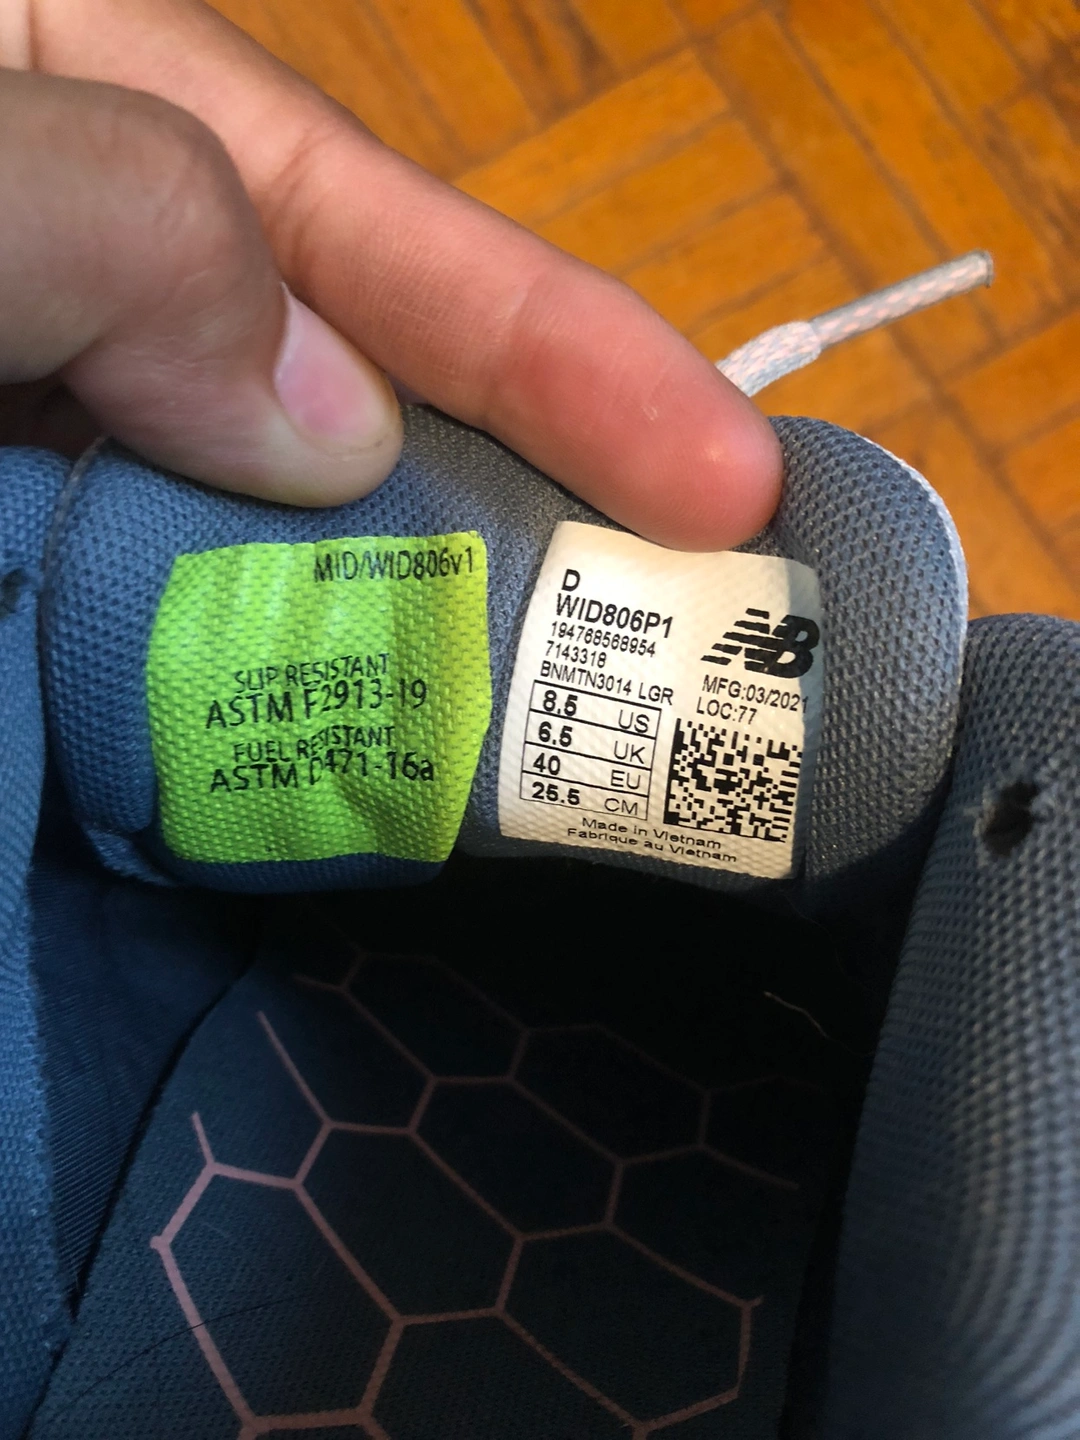 MID/WID806v1
SLIP RESISTANT
ASTM F2913-19
FUEL RESISTANT
ASTM D471-16a
D
WID806P1
194768568954
7143318
BNMTN3014 LGR
NB
MFG:03/2021
LOC:77
8.5 US
6.5 UK
40 EU
25.5 CM
Made in Vietnam
Fabrique au Vietnam